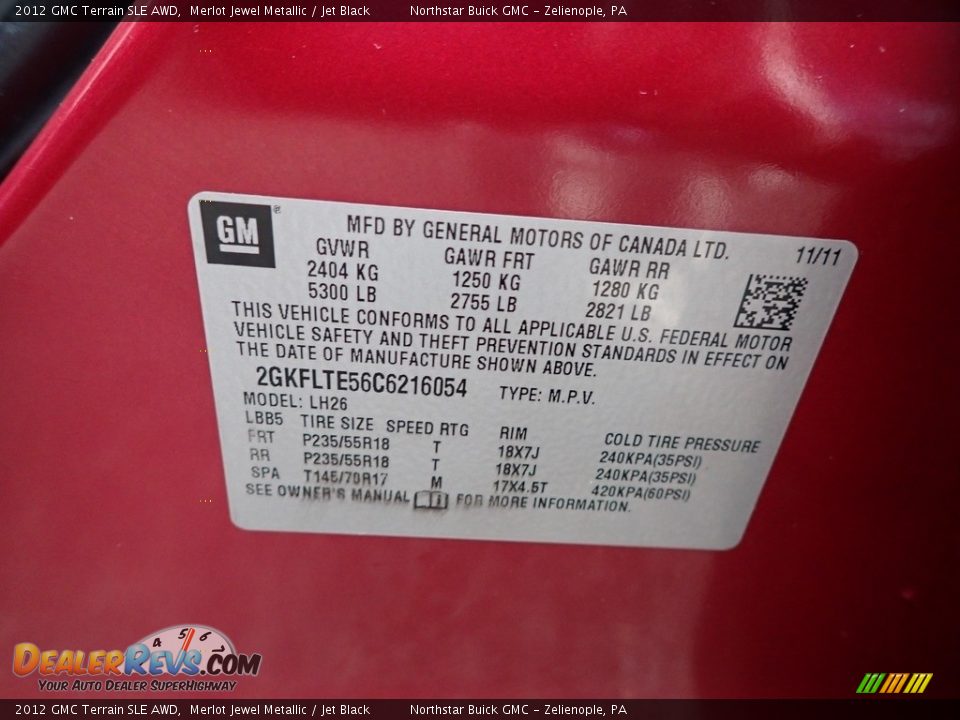 2012 GMC Terrain SLE AWD, Merlot Jewel Metallic / Jet Black Northstar Buick GMC - Zelienople, PA
GM ®
MFD BY GENERAL MOTORS OF CANADA LTD.
11/11
GVWR GAWR FRT GAWR RR
2404 KG 1250 KG 1280 KG
5300 LB 2755 LB 2821 LB
THIS VEHICLE CONFORMS TO ALL APPLICABLE U.S. FEDERAL MOTOR
VEHICLE SAFETY AND THEFT PREVENTION STANDARDS IN EFFECT ON
THE DATE OF MANUFACTURE SHOWN ABOVE.
2GKFLTE56C6216054 TYPE: M.P.V.
MODEL: LH26
LBB5 TIRE SIZE SPEED RTG RIM COLD TIRE PRESSURE
FRT P235/55R18 T 18X7J 240KPA(35PSI)
RR P235/55R18 T 18X7J 240KPA(35PSI)
SPA T145/70R17 M 17X4.5T 420KPA(60PSI)
SEE OWNER'S MANUAL FOR MORE INFORMATION.
4 5 6
DEALERREVS.COM
YOUR AUTO DEALER SUPERHIGHWAY
2012 GMC Terrain SLE AWD, Merlot Jewel Metallic / Jet Black Northstar Buick GMC - Zelienople, PA